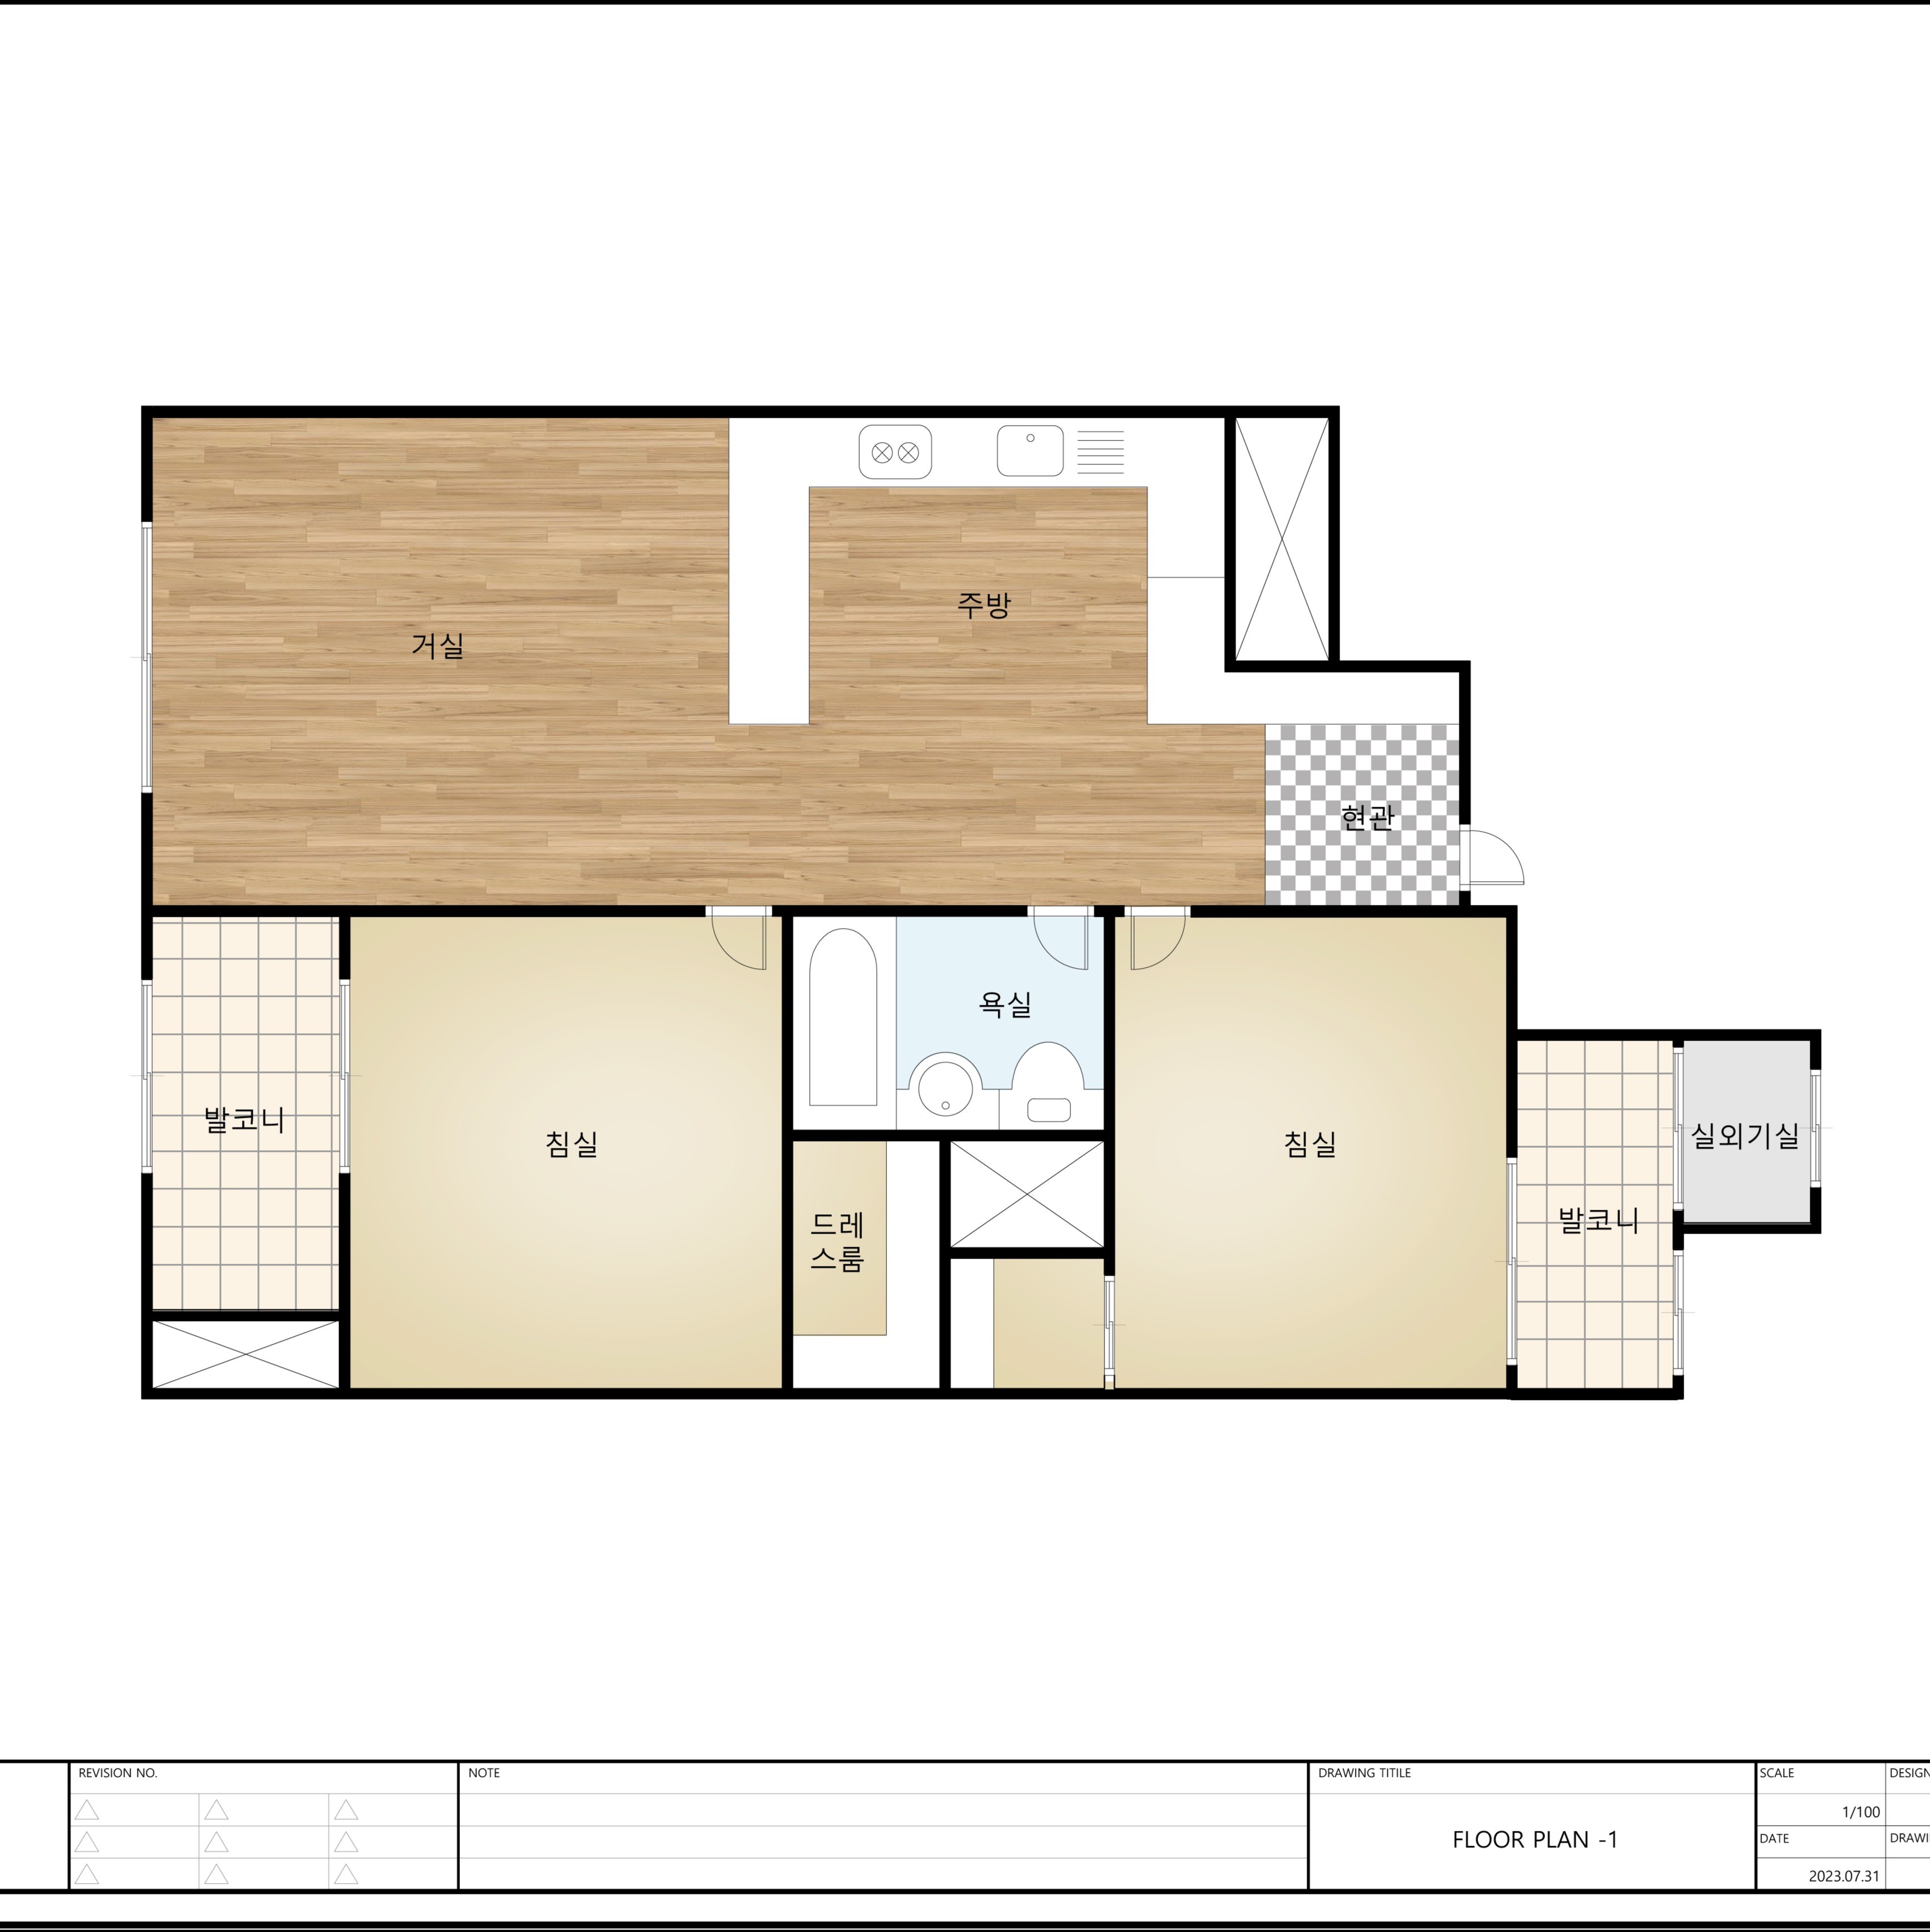 주방
거실
현관
욕실
발코니
침실
침실
실외기실
발코니
드레
스룸
REVISION NO.
NOTE
DRAWING TITILE
FLOOR PLAN -1
SCALE
1/100
DATE
2023.07.31
DESIGN
DRAWI